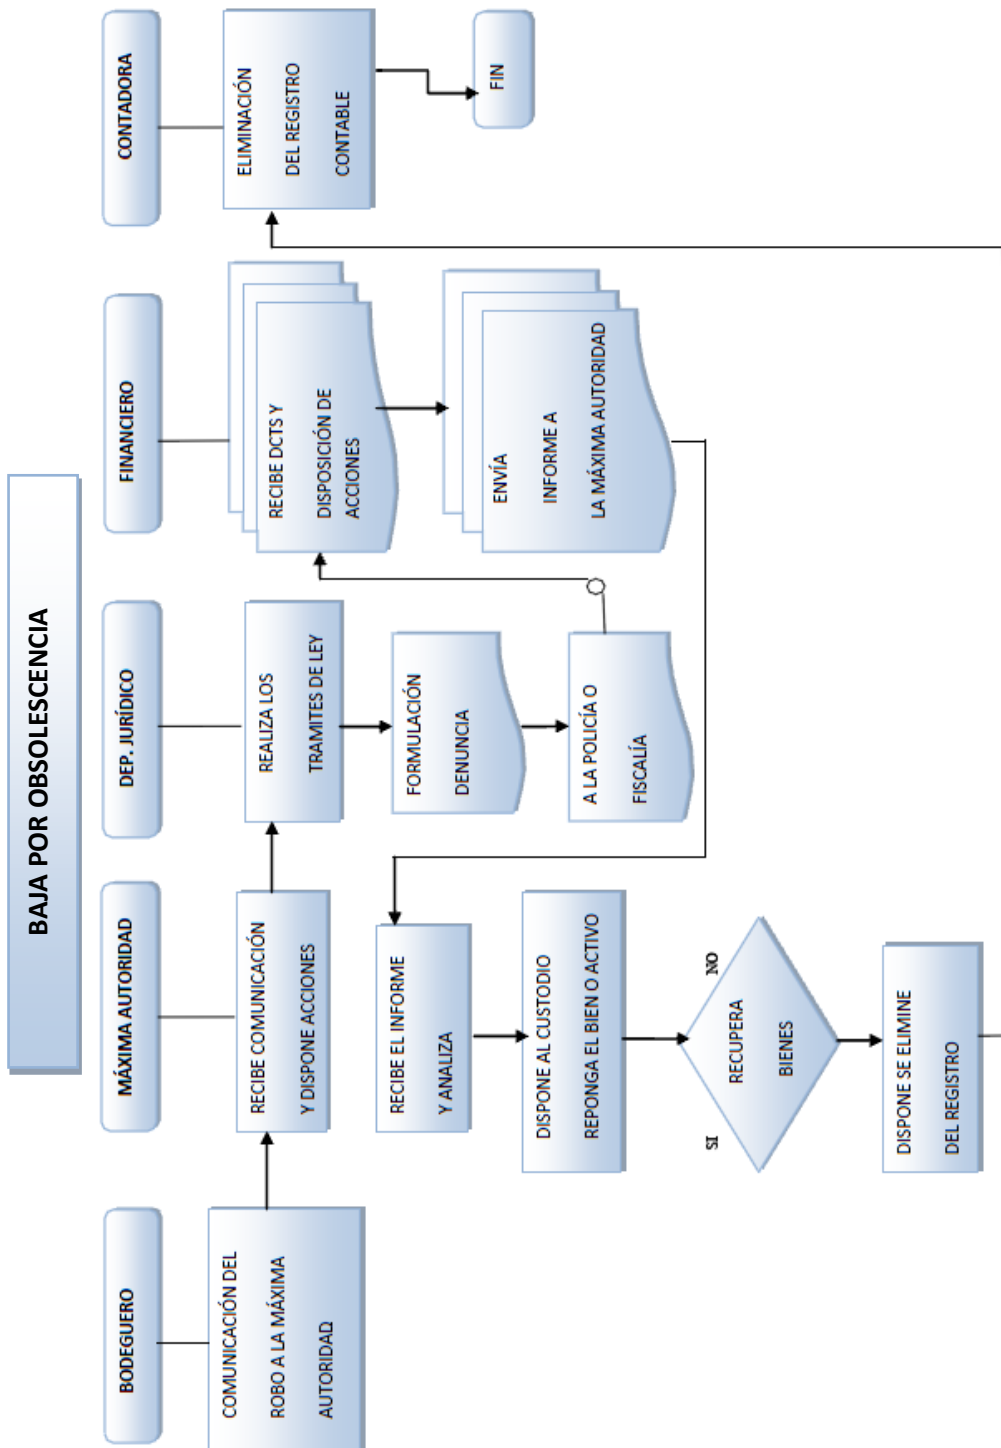 BAJA POR OBSOLESCENCIA
BODEGUERO
MÁXIMA AUTORIDAD
DEP. JURÍDICO
FINANCIERO
CONTADORA
COMUNICACIÓN DEL
ROBO A LA MÁXIMA
AUTORIDAD
RECIBE COMUNICACIÓN
Y DISPONE ACCIONES
REALIZA LOS
TRAMITES DE LEY
RECIBE DCTS Y
DISPOSICIÓN DE
ACCIONES
ELIMINACIÓN
DEL REGISTRO
CONTABLE
RECIBE EL INFORME
Y ANALIZA
FORMULACIÓN
DENUNCIA
ENVÍA
INFORME A
LA MÁXIMA AUTORIDAD
FIN
DISPONE AL CUSTODIO
REPONGA EL BIEN O ACTIVO
A LA POLICÍA O
FISCALÍA
SI
NO
RECUPERA
BIENES
DISPONE SE ELIMINE
DEL REGISTRO